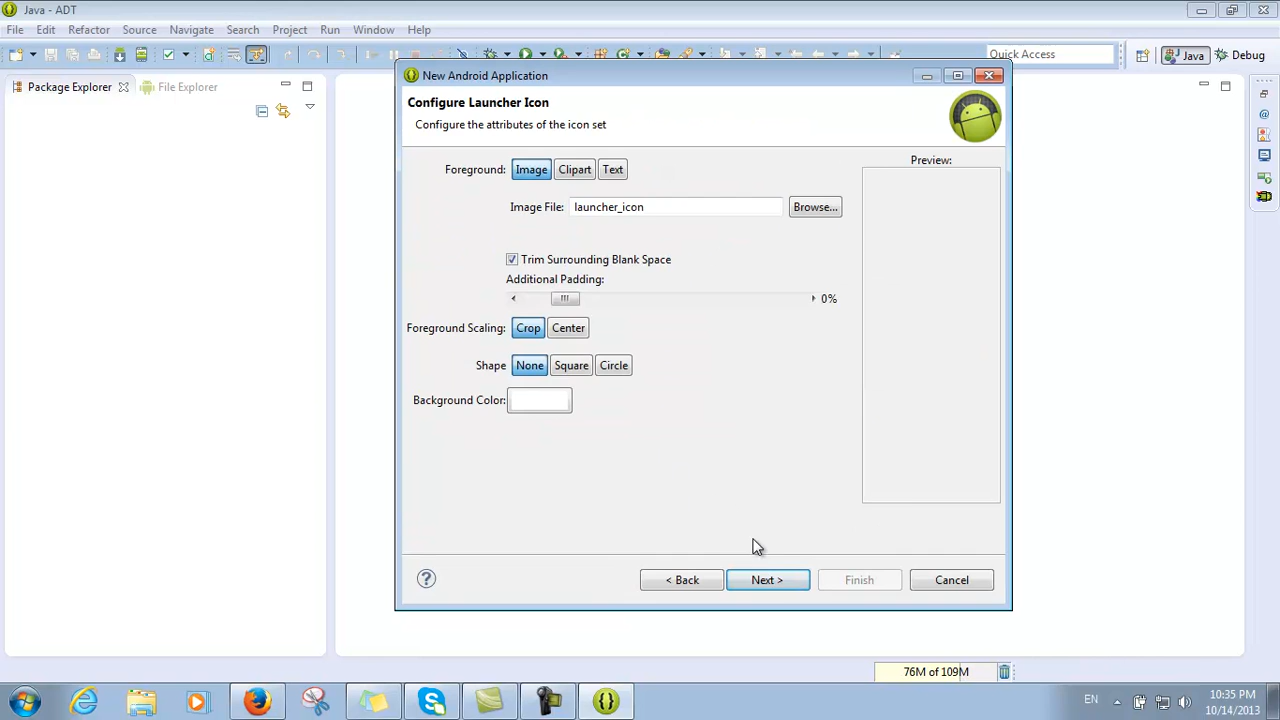 Java - ADT
File Edit Refactor Source Navigate Search Project Run Window Help
Quick Access
Java
Debug
Package Explorer
File Explorer
New Android Application
Configure Launcher Icon
Configure the attributes of the icon set
Foreground: Image Clipart Text
Preview:
Image File: launcher_icon Browse...
Trim Surrounding Blank Space
Additional Padding:
0%
Foreground Scaling: Crop Center
Shape None Square Circle
Background Color:
< Back Next > Finish Cancel
76M of 109M
EN
10:35 PM
10/14/2013